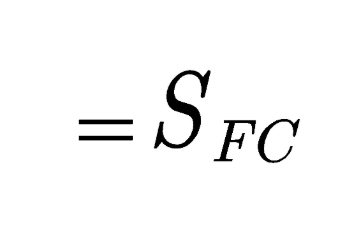 = S_{FC}